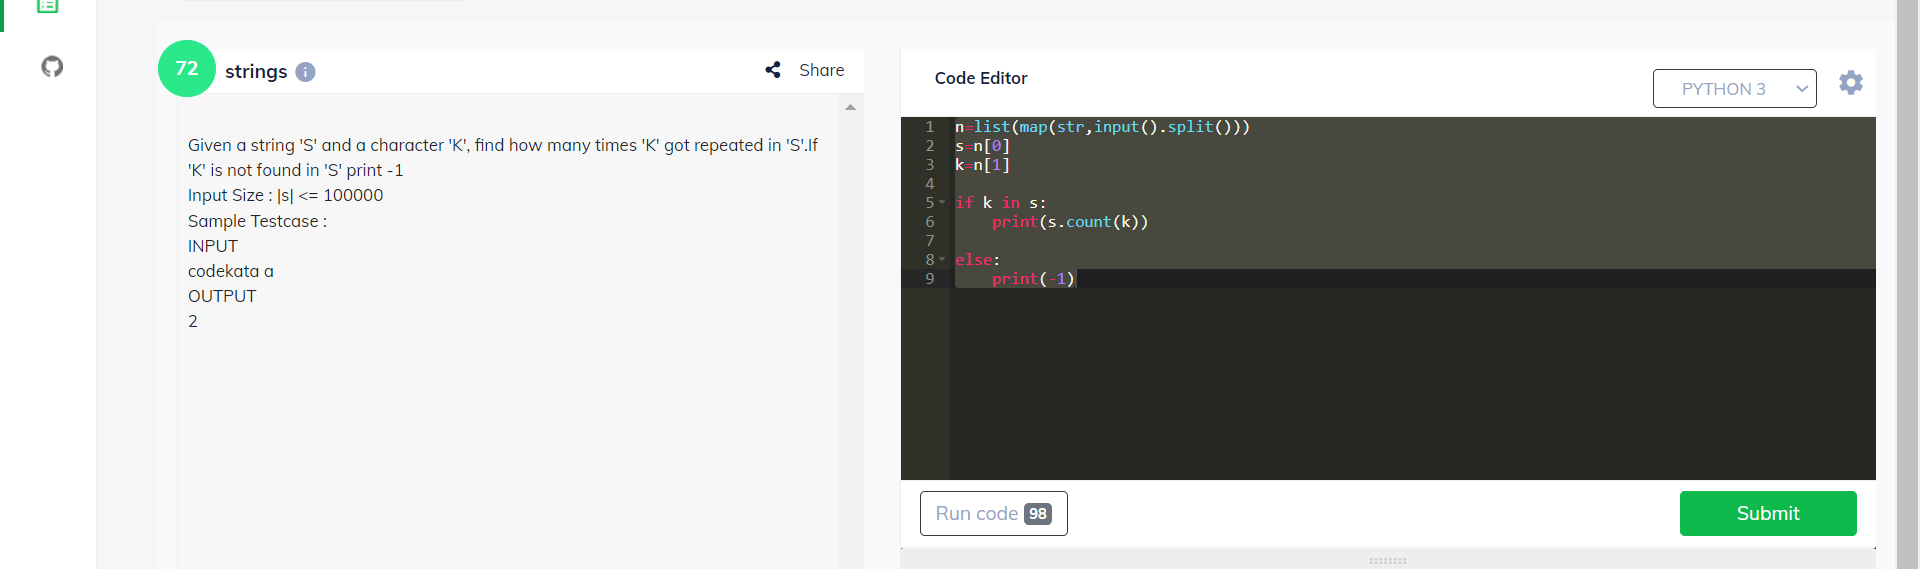 72
strings
Share
Given a string 'S' and a character 'K', find how many times 'K' got repeated in 'S'.If
'K' is not found in 'S' print -1
Input Size : |s| <= 100000
Sample Testcase :
INPUT
codekata a
OUTPUT
2
Code Editor
PYTHON 3
1 n=list(map(str,input().split()))
2 s=n[0]
3 k=n[1]
4
5 if k in s:
6     print(s.count(k))
7
8 else:
9     print(-1)
Run code 98
Submit